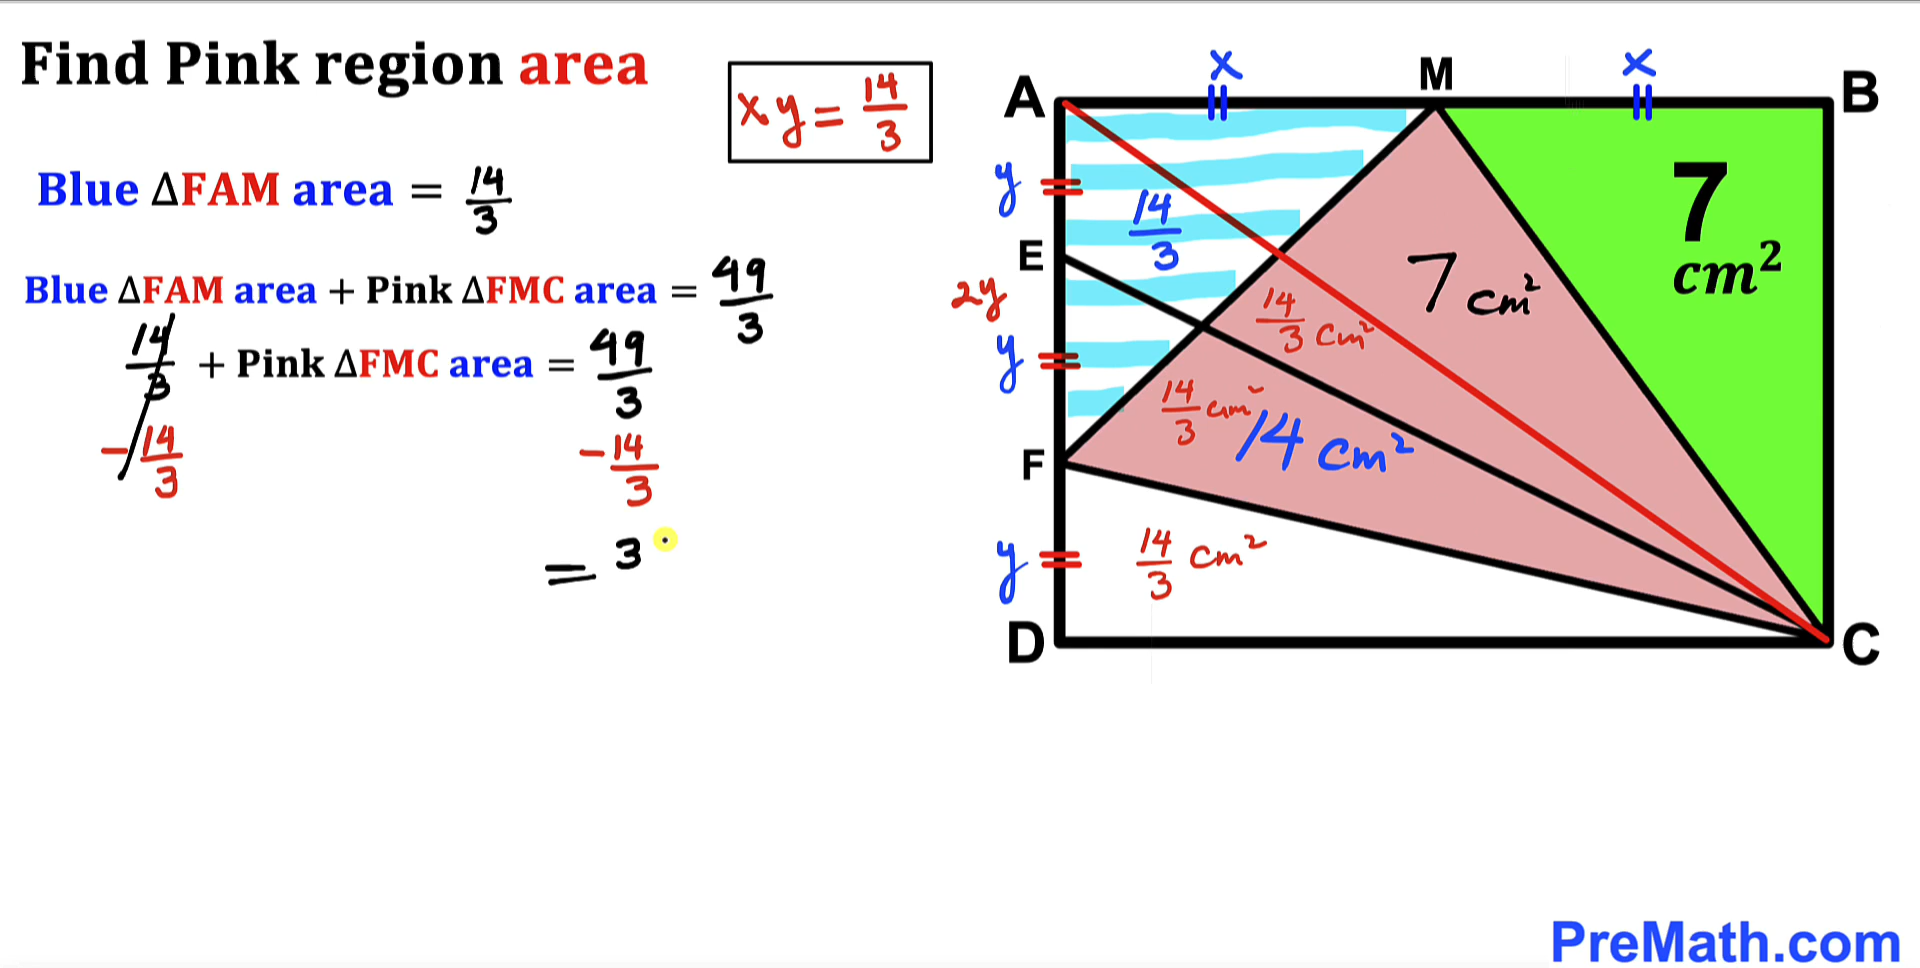 Find Pink region area
xy = 14/3
Blue ΔFAM area = 14/3
Blue ΔFAM area + Pink ΔFMC area = 49/3
14/3 + Pink ΔFMC area = 49/3
- 14/3 - 14/3
= 3
x x
A M B
y
14/3
7 cm²
7
cm²
E
2y
14/3 cm²
y
14/3 cm²
14 cm²
F
y
14/3 cm²
D C
PreMath.com